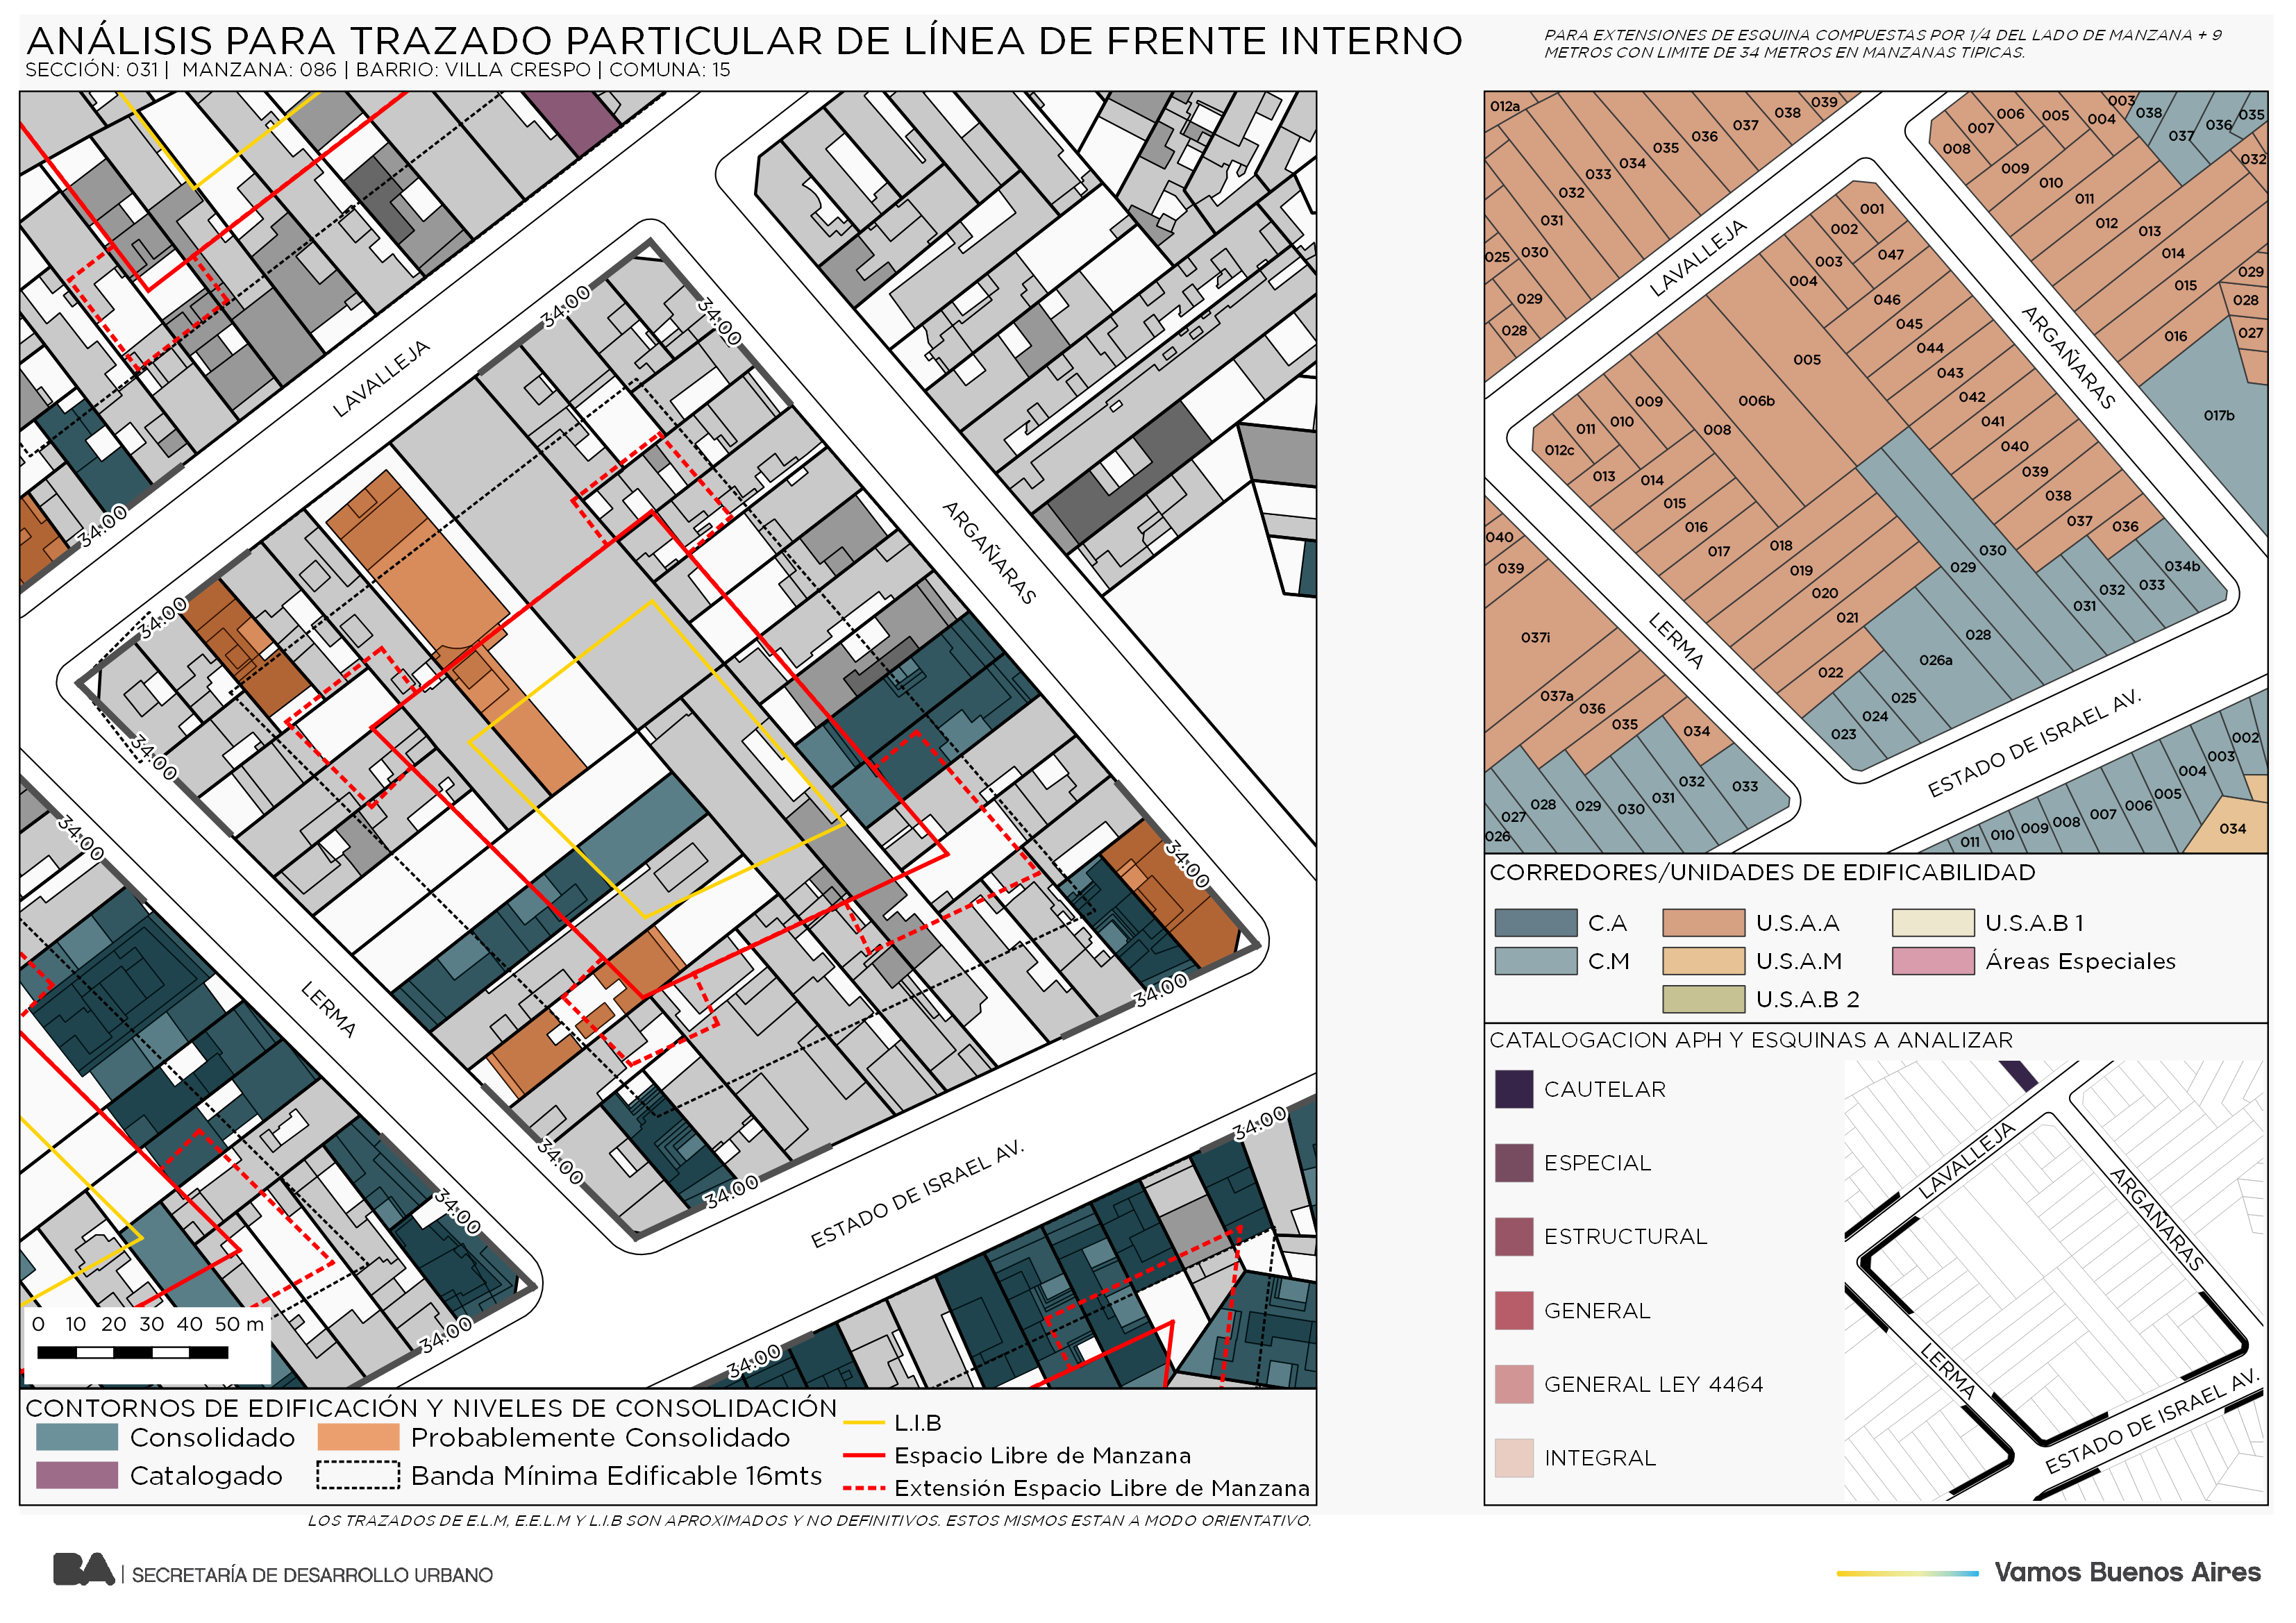 ANÁLISIS PARA TRAZADO PARTICULAR DE LÍNEA DE FRENTE INTERNO
SECCIÓN: 031 | MANZANA: 086 | BARRIO: VILLA CRESPO | COMUNA: 15
PARA EXTENSIONES DE ESQUINA COMPUESTAS POR 1/4 DEL LADO DE MANZANA + 9
METROS CON LIMITE DE 34 METROS EN MANZANAS TIPICAS.
34:00
34:00
LAVALLEJA
34:00
ARGAÑARAS
34:00
34:00
34:00
34:00
LERMA
34:00
34:00
34:00
34:00
ESTADO DE ISRAEL AV.
34:00
34:00
34:00
0 10 20 30 40 50 m
CONTORNOS DE EDIFICACIÓN Y NIVELES DE CONSOLIDACIÓN
Consolidado
Probablemente Consolidado
Catalogado
Banda Mínima Edificable 16mts
L.I.B
Espacio Libre de Manzana
Extensión Espacio Libre de Manzana
LOS TRAZADOS DE E.L.M, E.E.L.M Y L.I.B SON APROXIMADOS Y NO DEFINITIVOS. ESTOS MISMOS ESTAN A MODO ORIENTATIVO.
012a
039
038
037
036
035
034
033
032
031
030
025
029
028
003
038
035
006
005
004
037
036
007
008
032
009
010
011
012
013
014
015
029
028
016
027
017b
LAVALLEJA
ARGAÑARAS
001
002
047
003
004
046
045
005
044
043
042
006b
009
041
010
011
008
040
012c
039
013
014
038
015
037
036
016
017
018
030
034b
019
029
033
032
020
031
021
028
026a
022
025
024
023
040
039
LERMA
037i
037a
036
035
034
033
032
031
030
029
028
027
026
ESTADO DE ISRAEL AV.
002
003
004
005
006
007
008
009
010
011
034
CORREDORES/UNIDADES DE EDIFICABILIDAD
C.A
U.S.A.A
U.S.A.B 1
C.M
U.S.A.M
Áreas Especiales
U.S.A.B 2
CATALOGACION APH Y ESQUINAS A ANALIZAR
CAUTELAR
ESPECIAL
ESTRUCTURAL
GENERAL
GENERAL LEY 4464
INTEGRAL
LAVALLEJA
ARGAÑARAS
LERMA
ESTADO DE ISRAEL AV.
BA | SECRETARÍA DE DESARROLLO URBANO
Vamos Buenos Aires